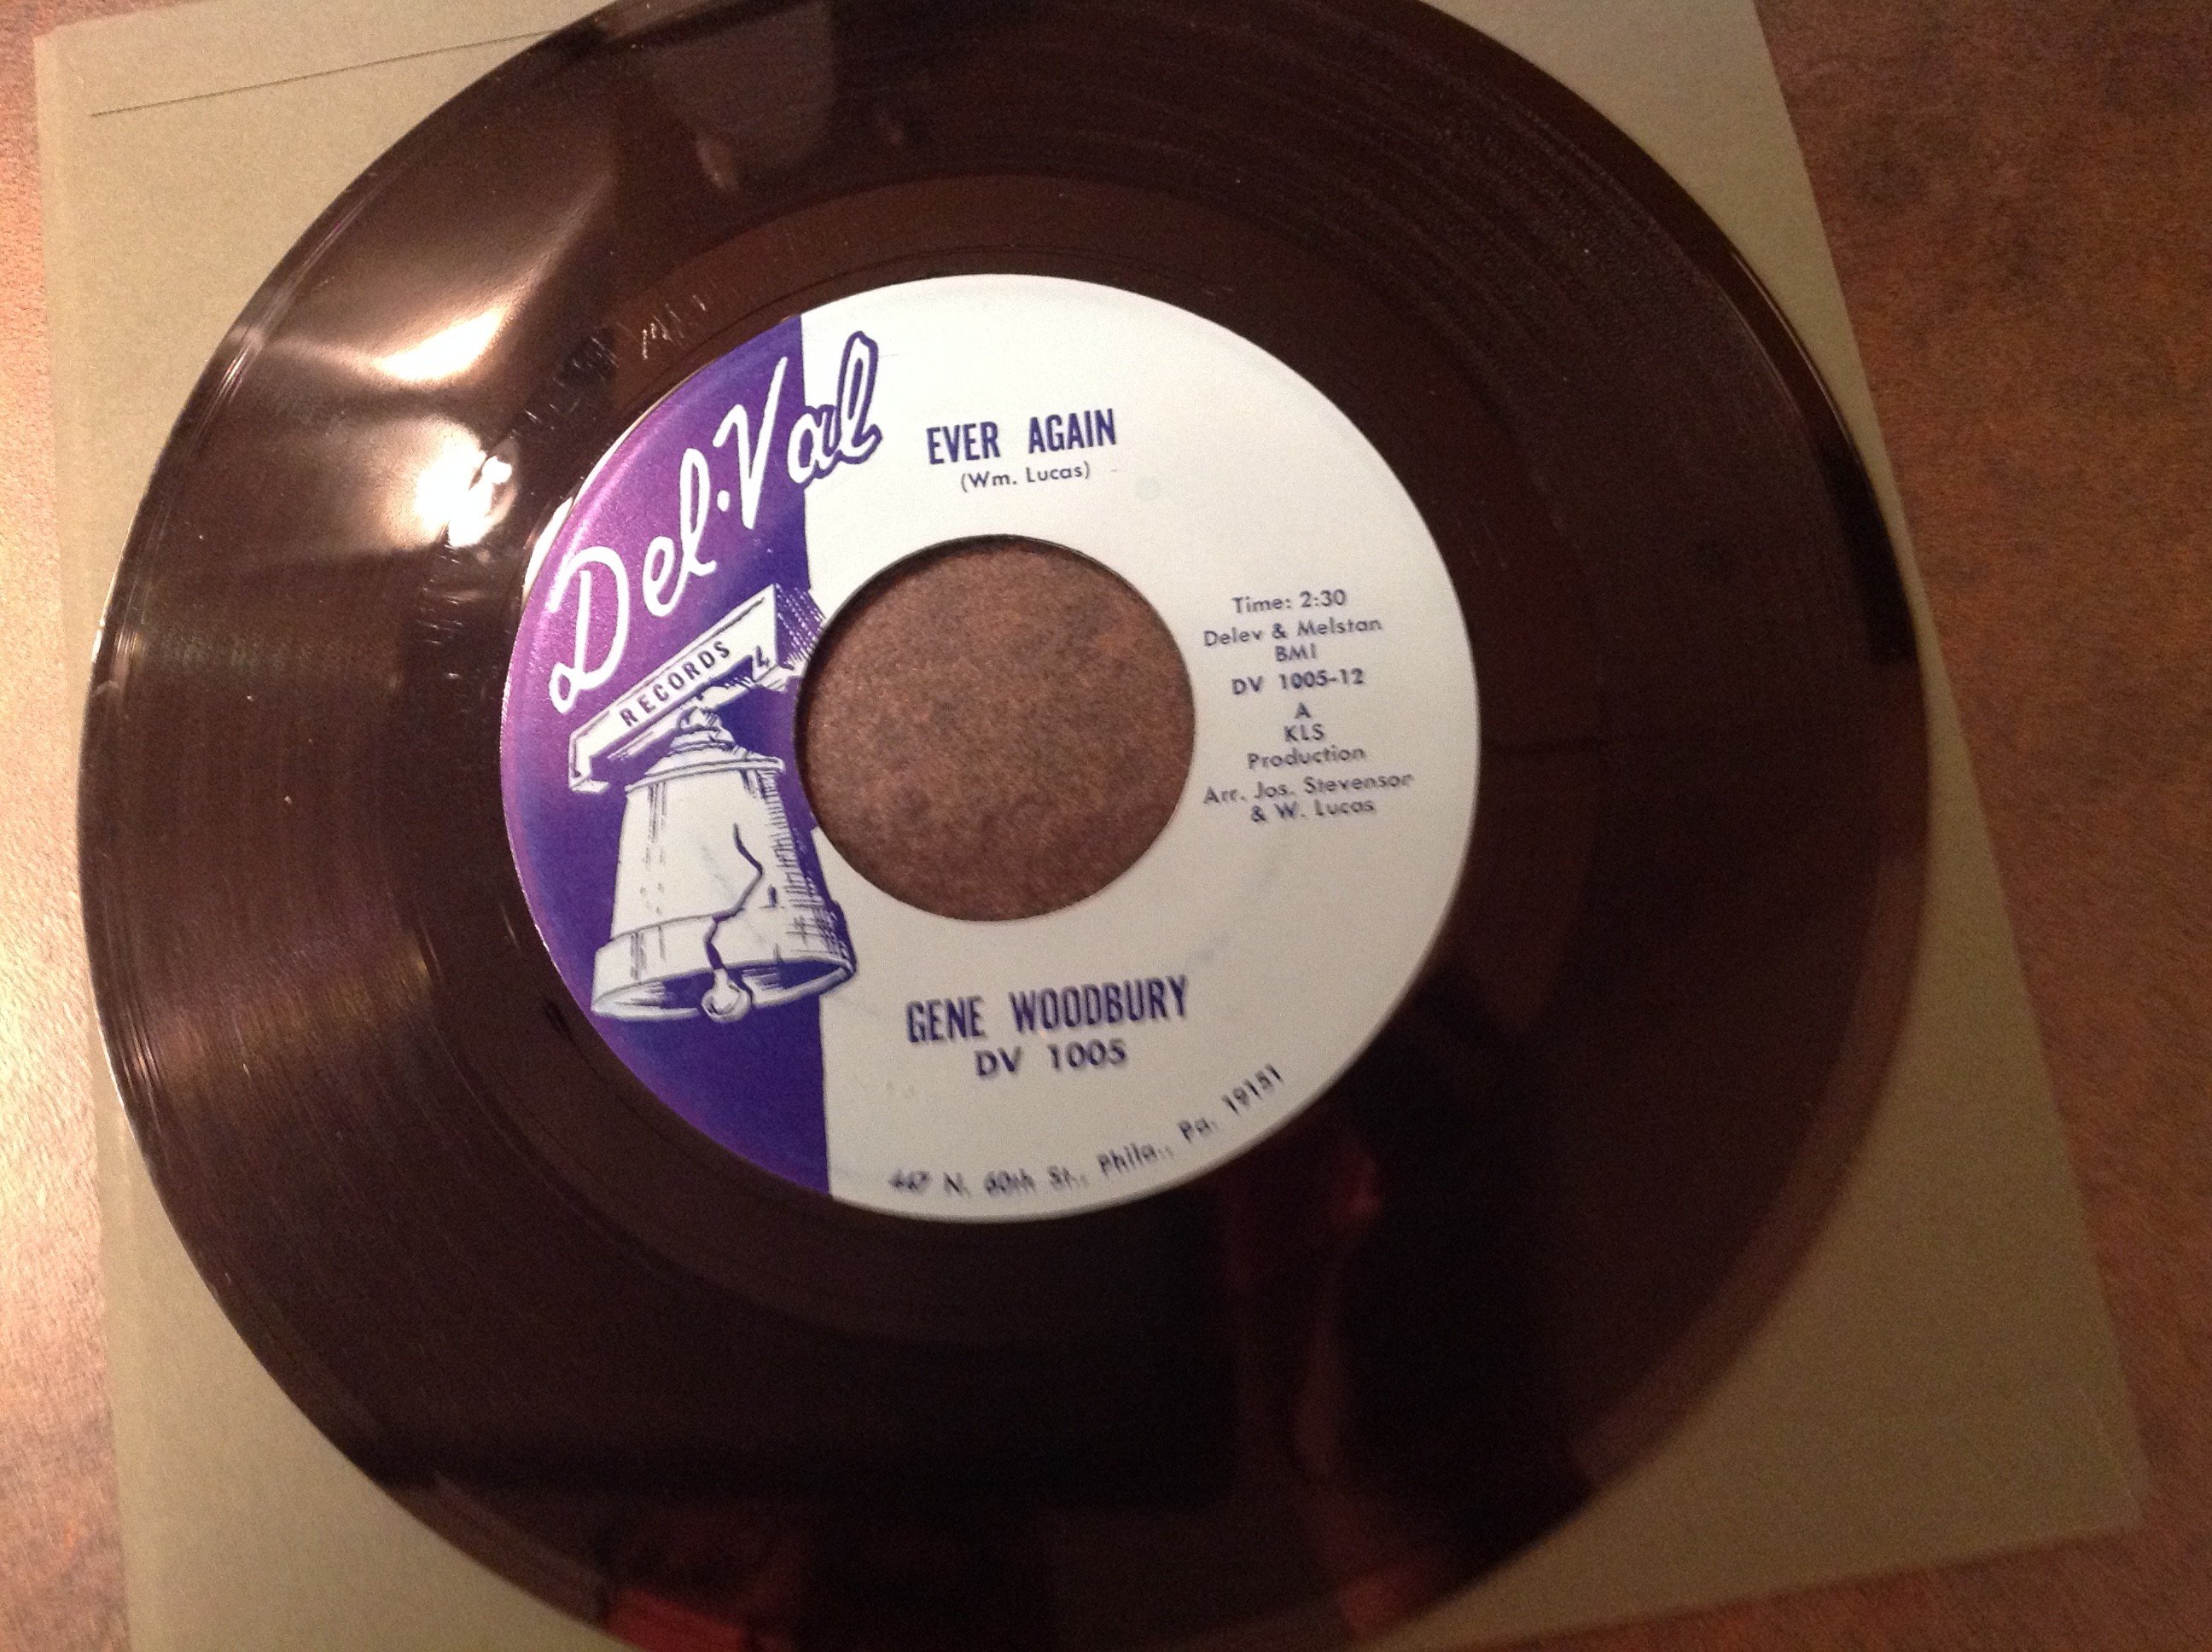 Del-Val
RECORDS
EVER AGAIN
(Wm. Lucas)
Time: 2:30
Delev & Melstan
BMI
DV 1005-12
A
KLS
Production
Arr. Jos. Stevenson
& W. Lucas
GENE WOODBURY
DV 1005
N. 60th St., Phila., Pa. 19151